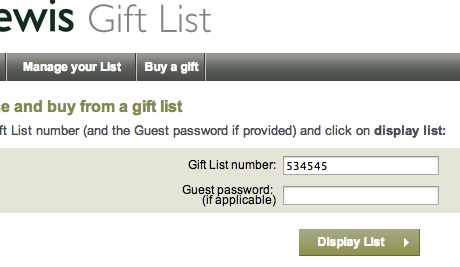 ewis Gift List
Manage your List Buy a gift
e and buy from a gift list
ft List number (and the Guest password if provided) and click on display list:
Gift List number: 534545
Guest password:
(if applicable)
Display List